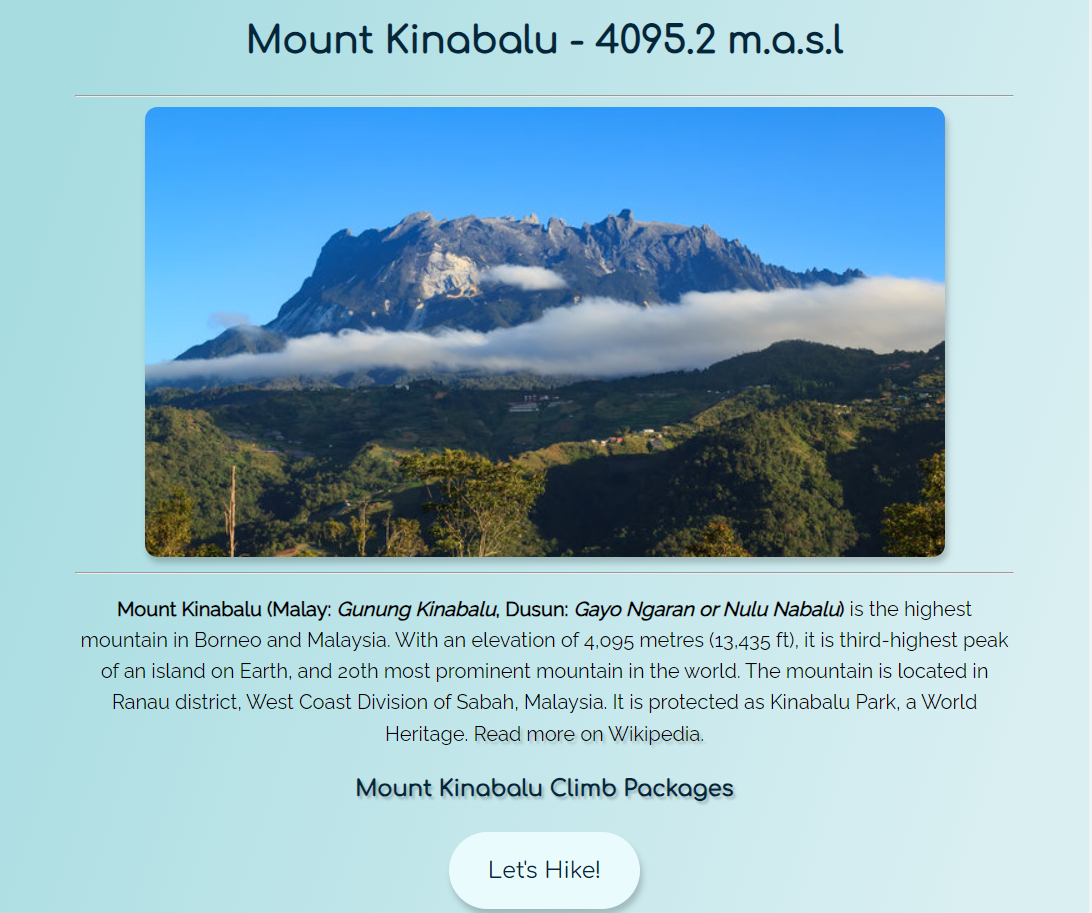 Mount Kinabalu - 4095.2 m.a.s.l
Mount Kinabalu (Malay: Gunung Kinabalu, Dusun: Gayo Ngaran or Nulu Nabalu) is the highest
mountain in Borneo and Malaysia. With an elevation of 4,095 metres (13,435 ft), it is third-highest peak
of an island on Earth, and 20th most prominent mountain in the world. The mountain is located in
Ranau district, West Coast Division of Sabah, Malaysia. It is protected as Kinabalu Park, a World
Heritage. Read more on Wikipedia.
Mount Kinabalu Climb Packages
Let's Hike!